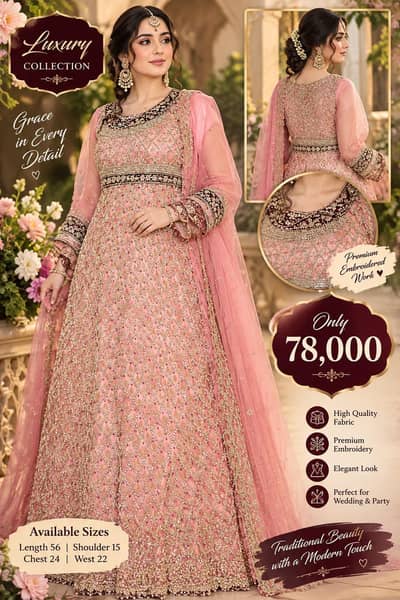 Luxury
COLLECTION
Grace
in Every
Detail
Premium
Embroidered
Work
Only
78,000
High Quality
Fabric
Premium
Embroidery
Elegant Look
Perfect for
Wedding & Party
Available Sizes
Length 56 | Shoulder 15
Chest 24 | West 22
Traditional Beauty
with a Modern Touch